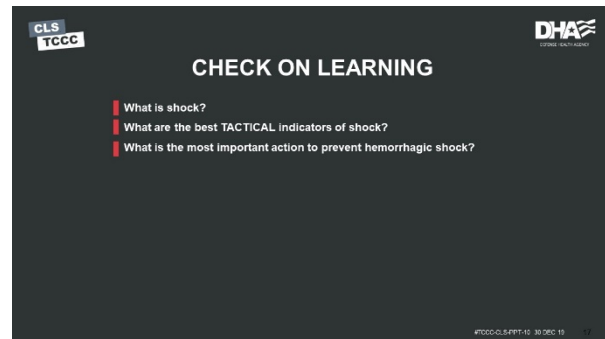 CLS
TCCC
DHA
DEFENSE HEALTH AGENCY
CHECK ON LEARNING
What is shock?
What are the best TACTICAL indicators of shock?
What is the most important action to prevent hemorrhagic shock?
#TCCC-CLS-PPT-10 30 DEC 19